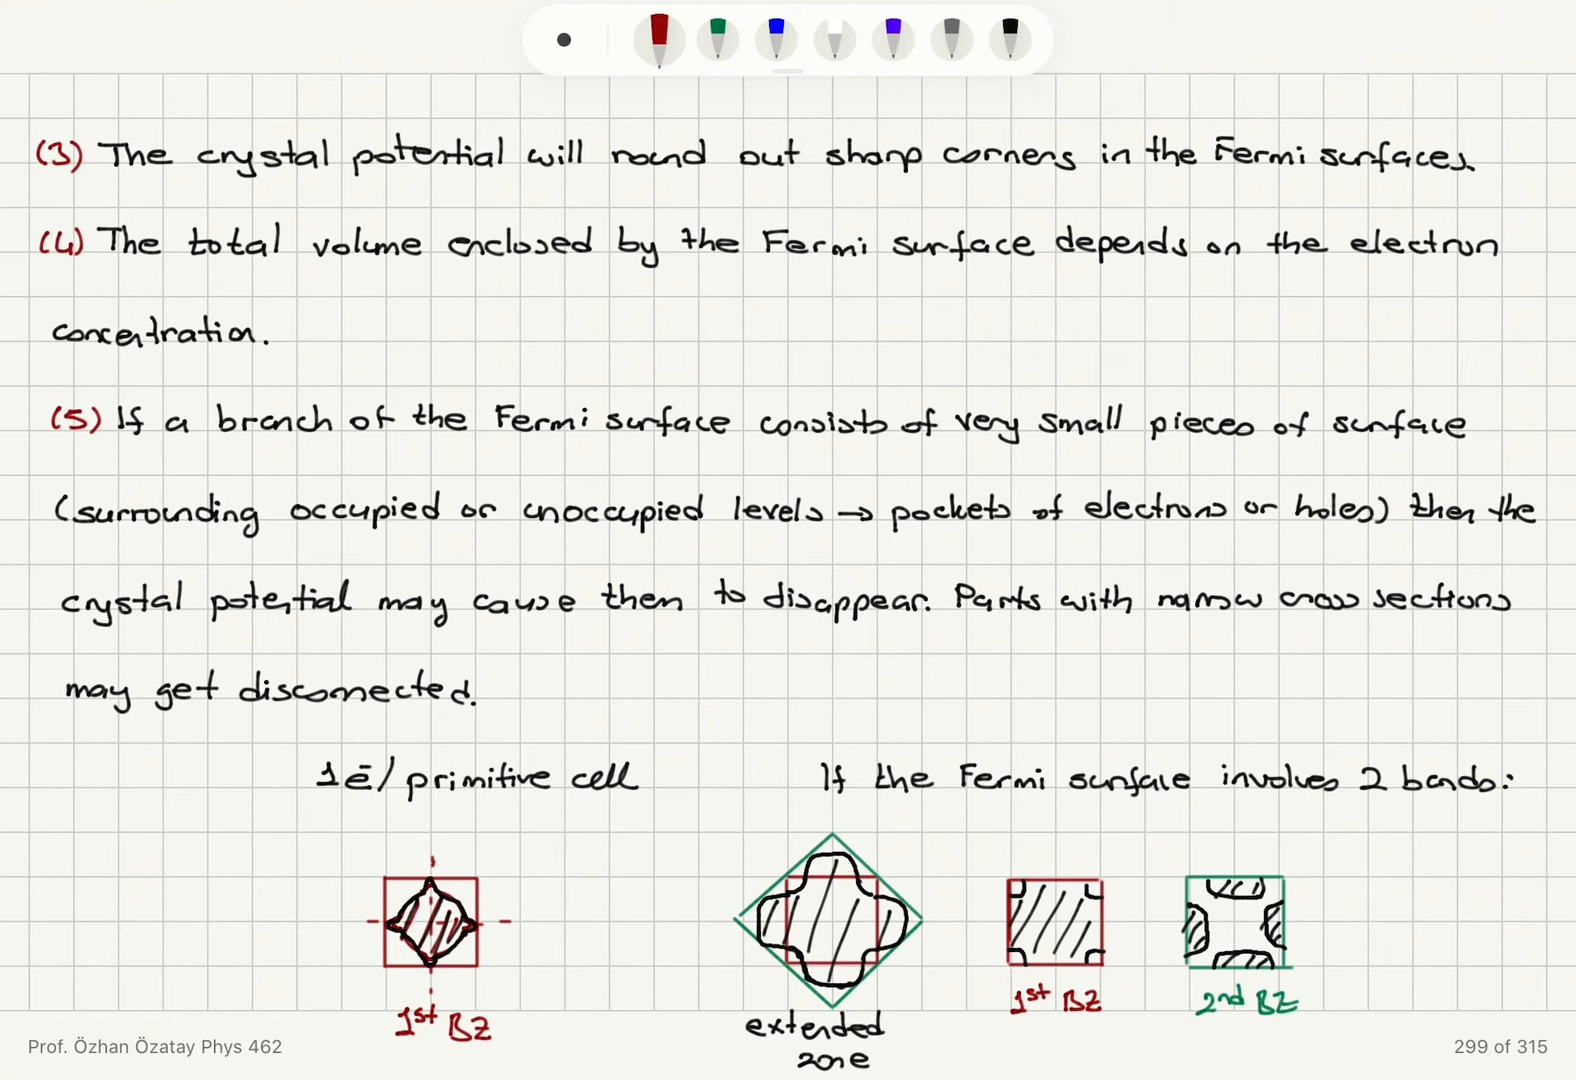 (3) The crystal potential will round out sharp corners in the Fermi surfaces.
(4) The total volume enclosed by the Fermi surface depends on the electron
concentration.
(5) If a branch of the Fermi surface consists of very small pieces of surface
(surrounding occupied or unoccupied levels → pockets of electrons or holes) then the
crystal potential may cause them to disappear. Parts with narrow cross sections
may get disconnected.
1ē/primitive cell
If the Fermi surface involves 2 bands:
1st BZ
extended
zone
1st BZ
2nd BZ
Prof. Özhan Özatay Phys 462
299 of 315